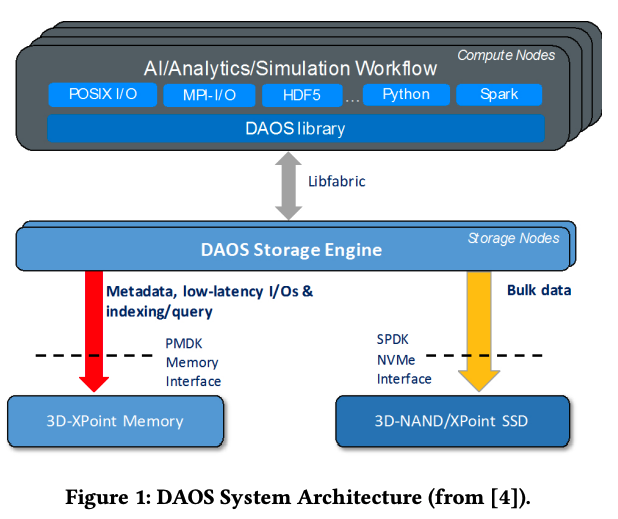 Compute Nodes
AI/Analytics/Simulation Workflow
POSIX I/O MPI-I/O HDF5 ... Python Spark
DAOS library
Libfabric
Storage Nodes
DAOS Storage Engine
Metadata, low-latency I/Os &
indexing/query
Bulk data
PMDK
Memory
Interface
SPDK
NVMe
Interface
3D-XPoint Memory
3D-NAND/XPoint SSD
Figure 1: DAOS System Architecture (from [4]).